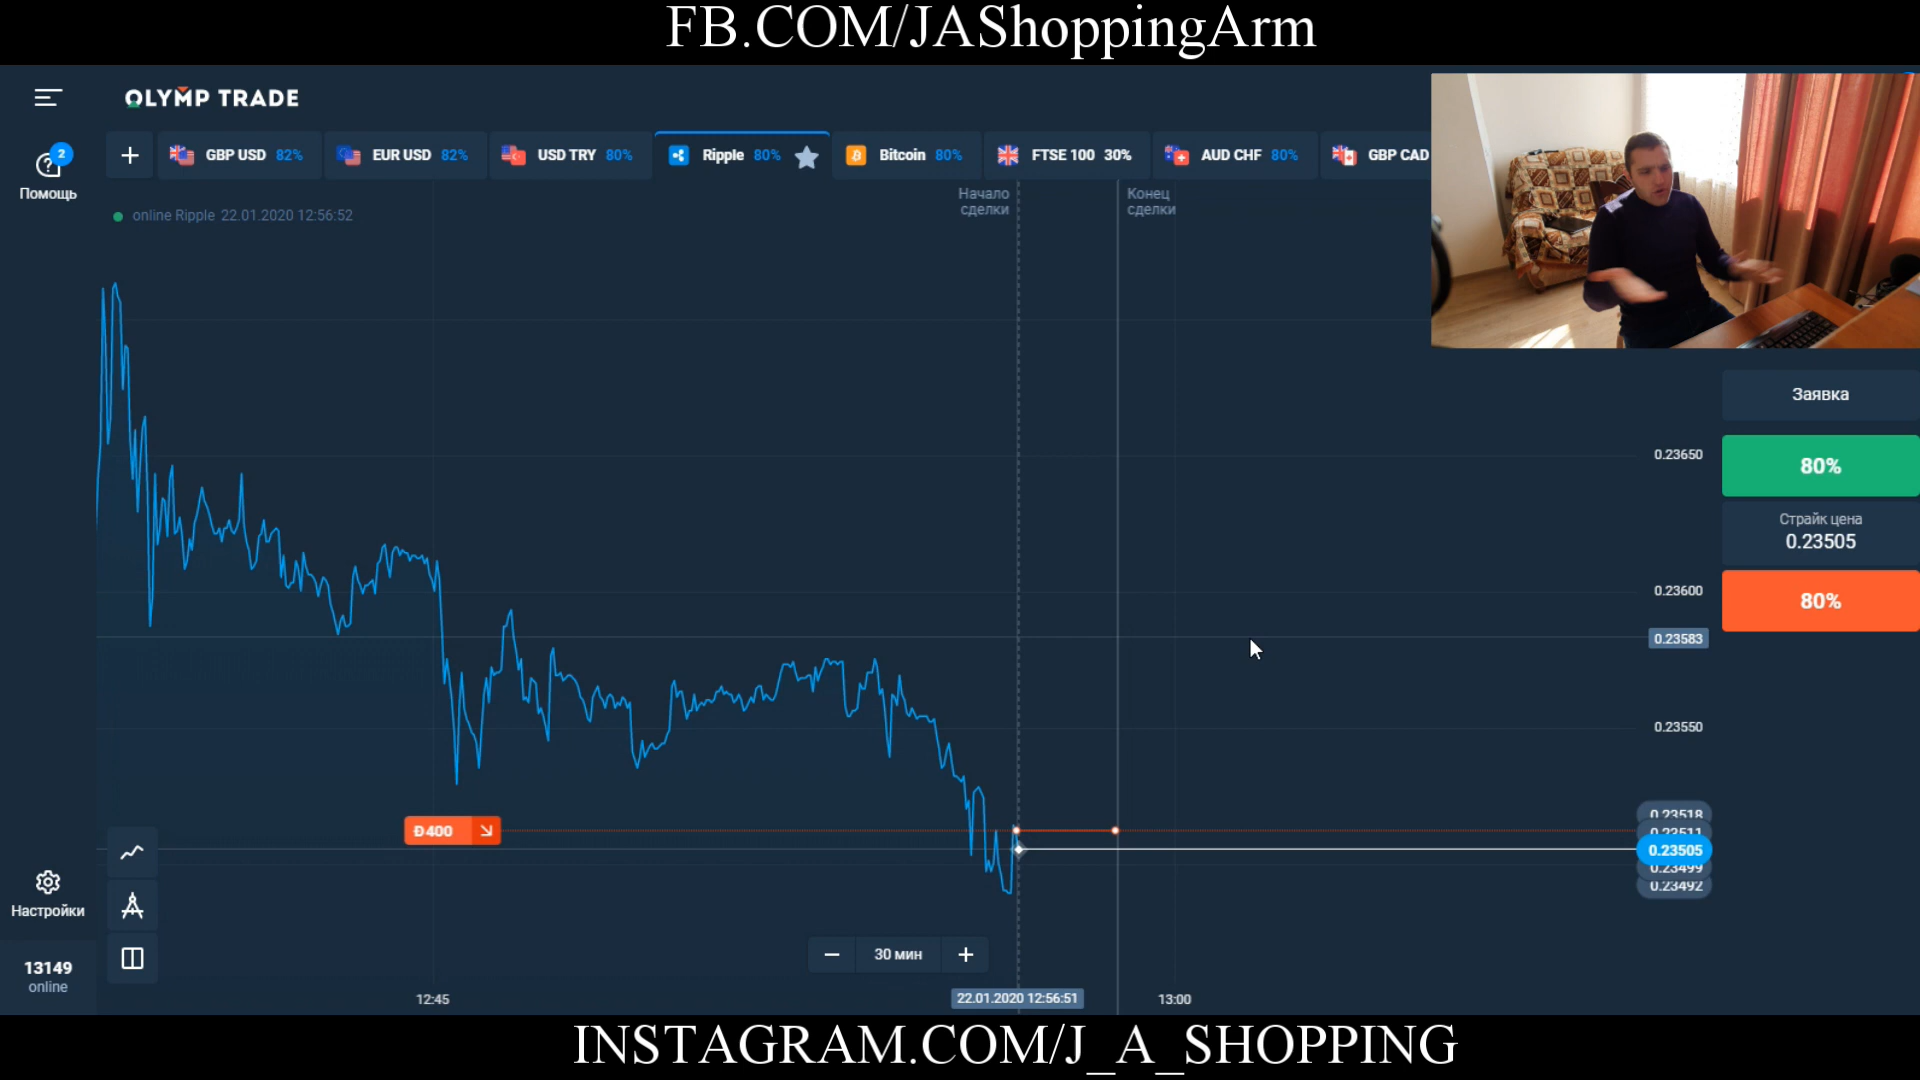 FB.COM/JAShoppingArm
OLYMP TRADE
2
Помощь
GBP USD 82%
EUR USD 82%
USD TRY 80%
Ripple 80%
Bitcoin 80%
FTSE 100 30%
AUD CHF 80%
GBP CAD
Начало
сделки
Конец
сделки
online Ripple 22.01.2020 12:56:52
Заявка
80%
Страйк цена
0.23505
80%
0.23650
0.23600
0.23583
0.23550
0.23518
0.23511
0.23505
0.23499
0.23492
Đ400
Настройки
13149
online
30 мин
12:45
22.01.2020 12:56:51
13:00
INSTAGRAM.COM/J_A_SHOPPING